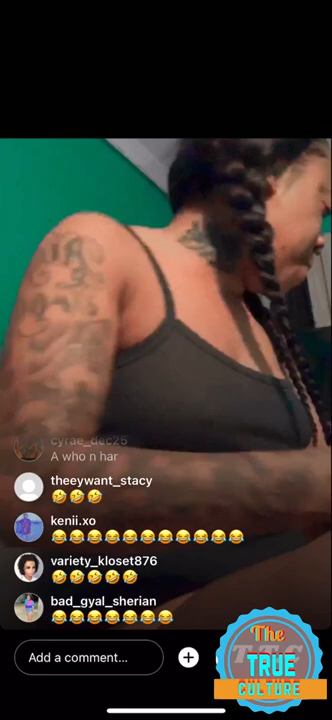 cyrae_dec25
A who n har
theeywant_stacy
🤣🤣🤣
kenii.xo
😂😂😂😂😂😂😂😂😂😂😂
variety_kloset876
🤣🤣🤣🤣🤣
bad_gyal_sherian
😂😂😂😂😂😂😂
Add a comment...
The
TRUE
CULTURE